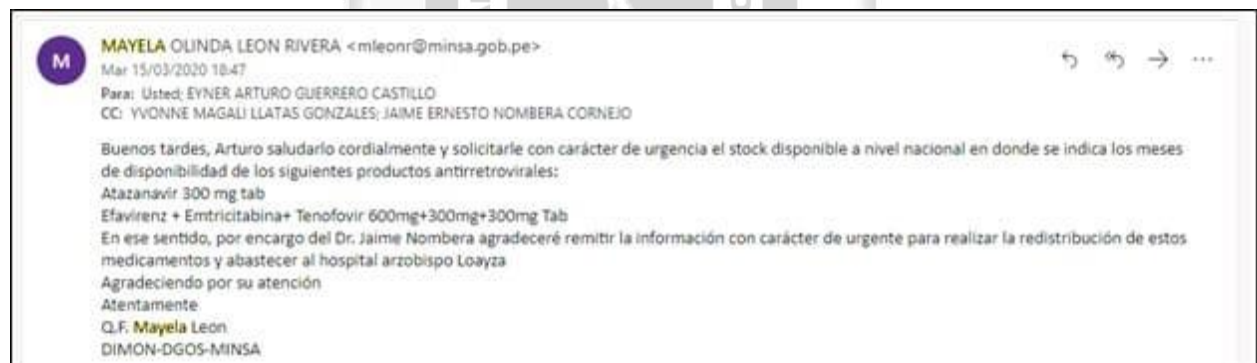 M
MAYELA OLINDA LEON RIVERA <mleonr@minsa.gob.pe>
Mar 15/03/2020 18:47
Para: Usted; EYNER ARTURO GUERRERO CASTILLO
CC: YVONNE MAGALI LLATAS GONZALES; JAIME ERNESTO NOMBERA CORNEJO
Buenos tardes, Arturo saludarlo cordialmente y solicitarle con carácter de urgencia el stock disponible a nivel nacional en donde se indica los meses
de disponibilidad de los siguientes productos antirretrovirales:
Atazanavir 300 mg tab
Efavirenz + Emtricitabina+ Tenofovir 600mg+300mg+300mg Tab
En ese sentido, por encargo del Dr. Jaime Nombera agradeceré remitir la información con carácter de urgente para realizar la redistribución de estos
medicamentos y abastecer al hospital arzobispo Loayza
Agradeciendo por su atención
Atentamente
Q.F. Mayela Leon
DIMON-DGOS-MINSA